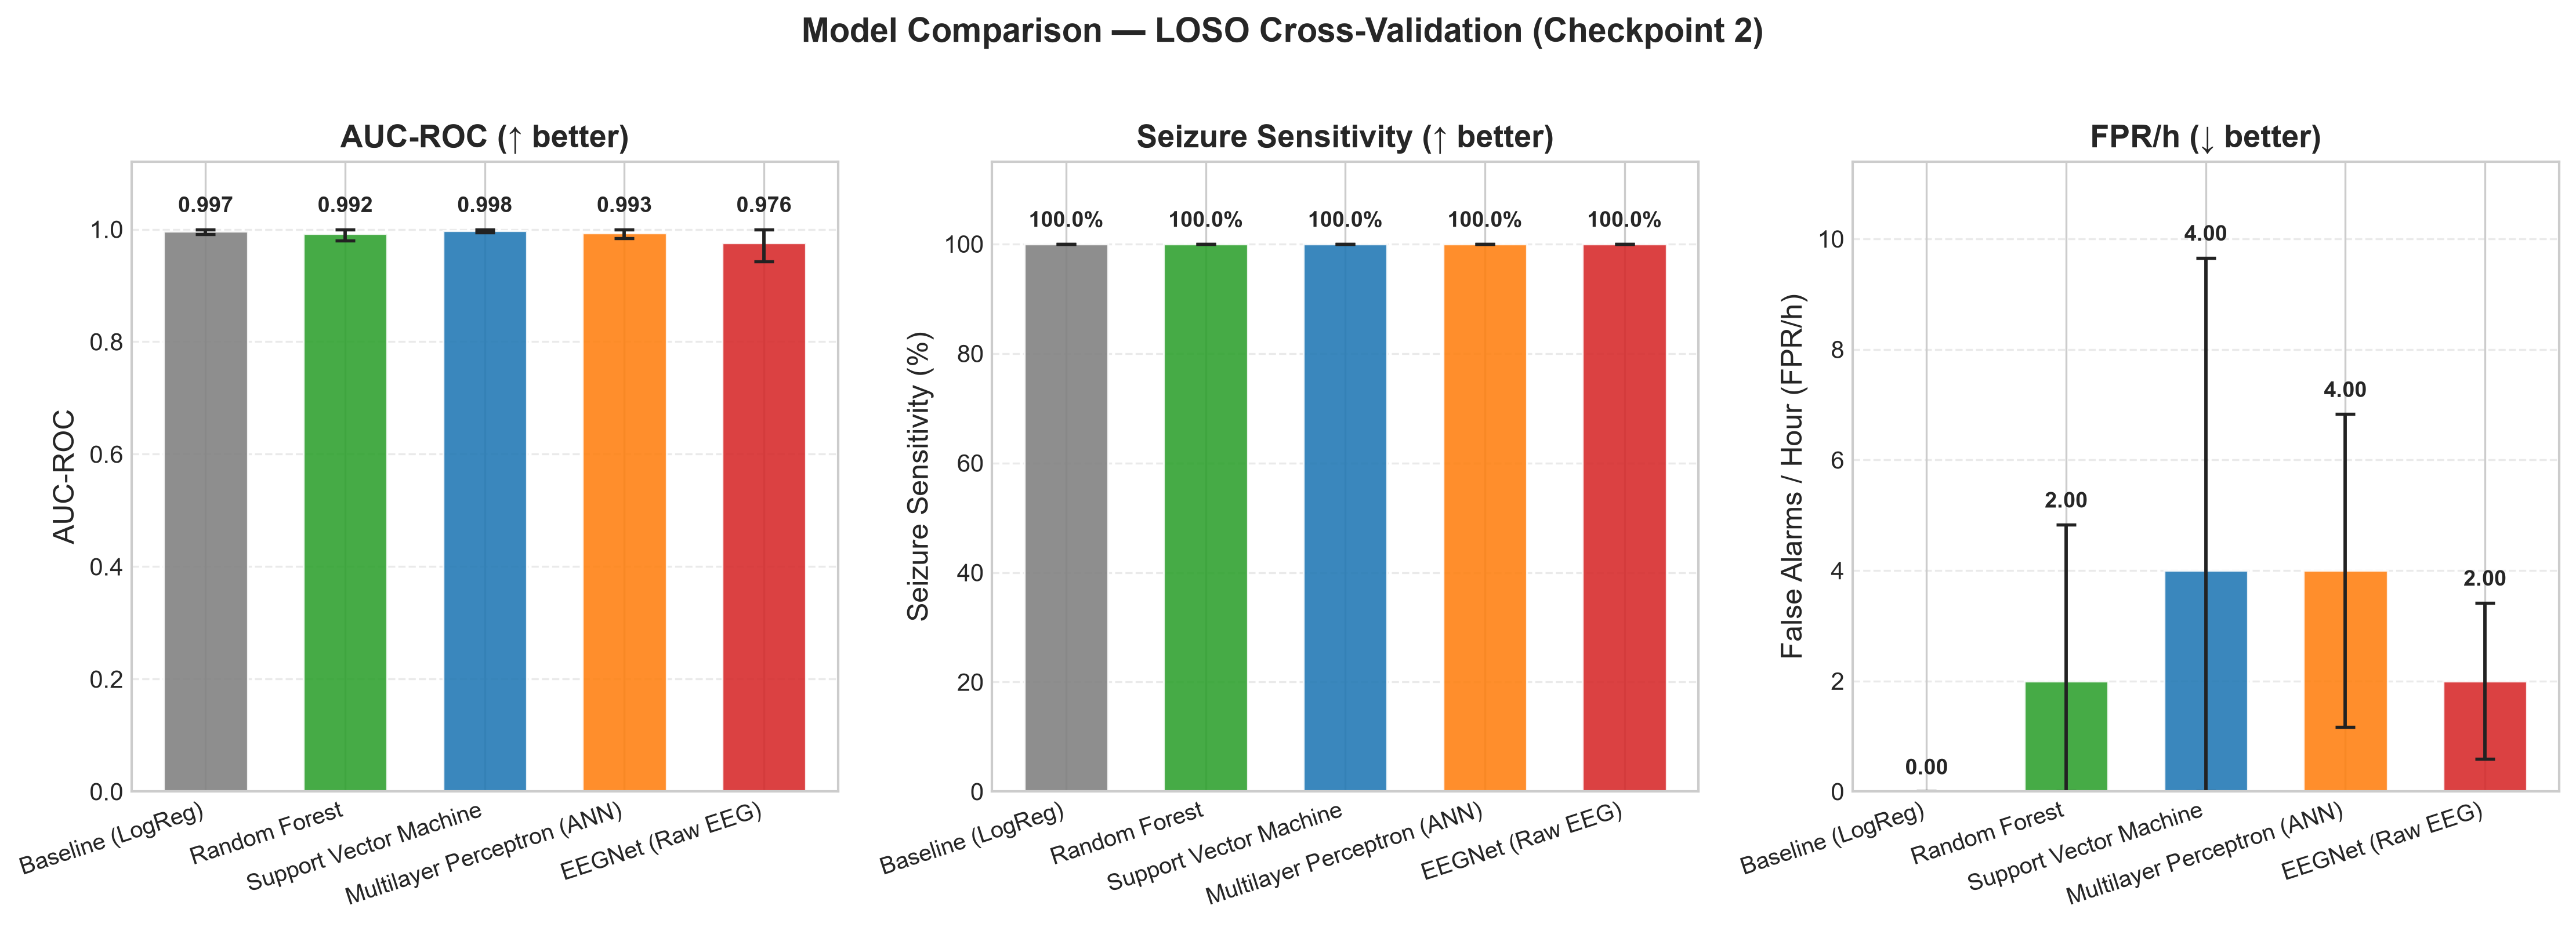 Model Comparison — LOSO Cross-Validation (Checkpoint 2)
AUC-ROC (↑ better)
AUC-ROC
1.0
0.8
0.6
0.4
0.2
0.0
0.997
0.992
0.998
0.993
0.976
Baseline (LogReg)
Random Forest
Support Vector Machine
Multilayer Perceptron (ANN)
EEGNet (Raw EEG)
Seizure Sensitivity (↑ better)
Seizure Sensitivity (%)
100
80
60
40
20
0
100.0%
100.0%
100.0%
100.0%
100.0%
Baseline (LogReg)
Random Forest
Support Vector Machine
Multilayer Perceptron (ANN)
EEGNet (Raw EEG)
FPR/h (↓ better)
False Alarms / Hour (FPR/h)
10
8
6
4
2
0
0.00
2.00
4.00
4.00
2.00
Baseline (LogReg)
Random Forest
Support Vector Machine
Multilayer Perceptron (ANN)
EEGNet (Raw EEG)